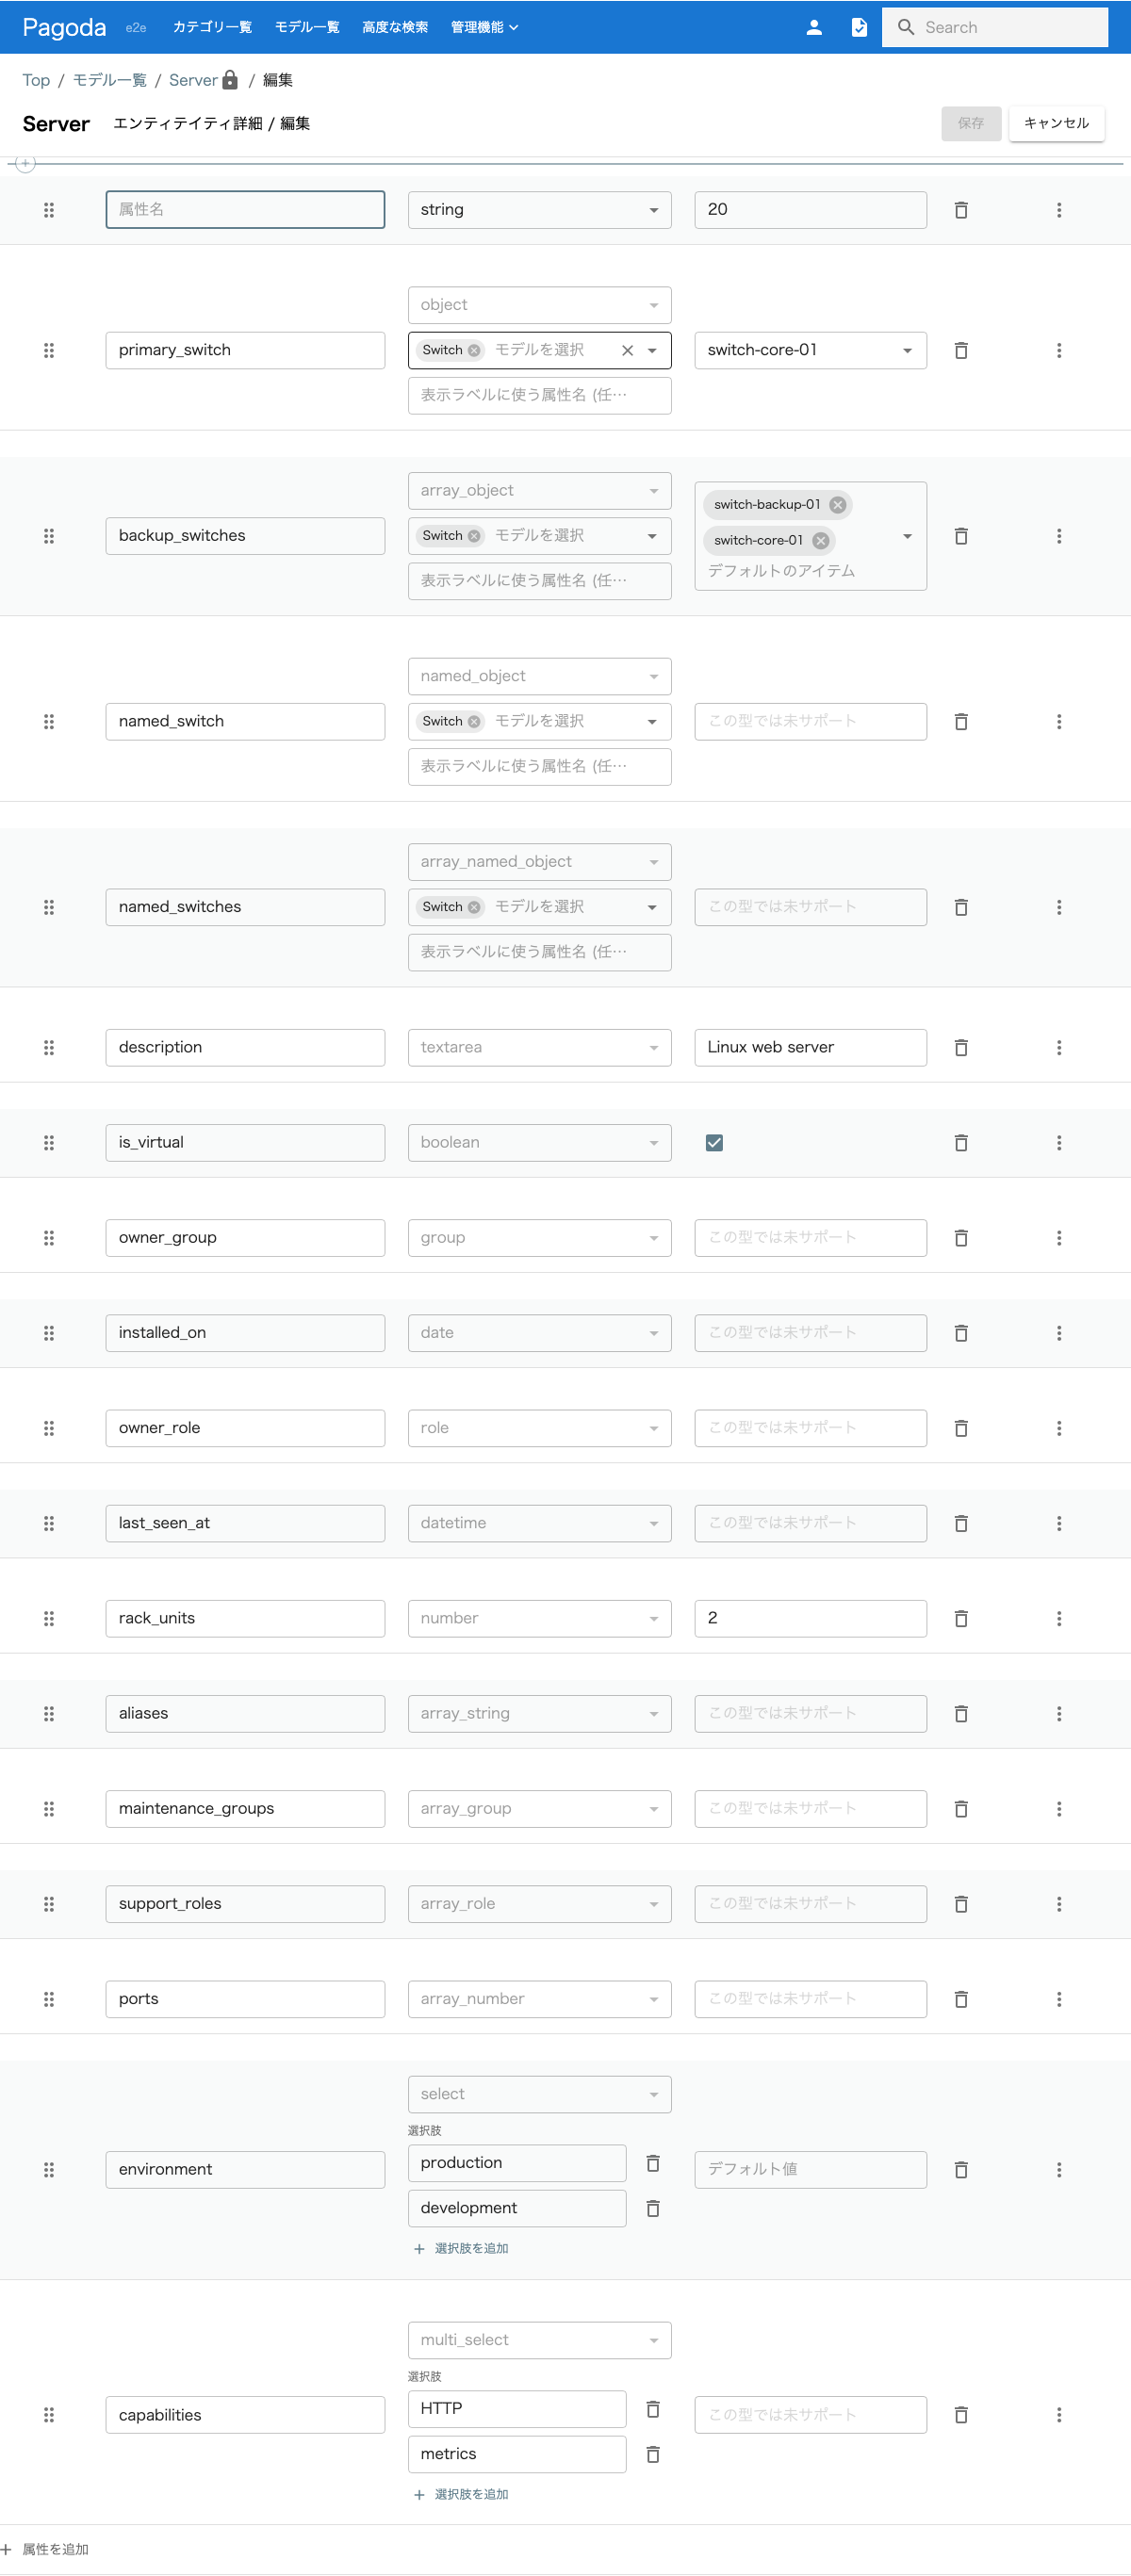 Pagoda e2e カテゴリ一覧 モデル一覧 高度な検索 管理機能 Search
Top / モデル一覧 / Server / 編集
Server エンティテイティ詳細 / 編集 保存 キャンセル
属性名 string 20
object
primary_switch Switch モデルを選択 switch-core-01
表示ラベルに使う属性名 (任…
array_object
switch-backup-01
backup_switches Switch モデルを選択
switch-core-01
デフォルトのアイテム
表示ラベルに使う属性名 (任…
named_object
named_switch Switch モデルを選択 この型では未サポート
表示ラベルに使う属性名 (任…
array_named_object
named_switches Switch モデルを選択 この型では未サポート
表示ラベルに使う属性名 (任…
description textarea Linux web server
is_virtual boolean
owner_group group この型では未サポート
installed_on date この型では未サポート
owner_role role この型では未サポート
last_seen_at datetime この型では未サポート
rack_units number 2
aliases array_string この型では未サポート
maintenance_groups array_group この型では未サポート
support_roles array_role この型では未サポート
ports array_number この型では未サポート
select
選択肢
production
environment デフォルト値
development
選択肢を追加
multi_select
選択肢
HTTP
capabilities この型では未サポート
metrics
選択肢を追加
属性を追加